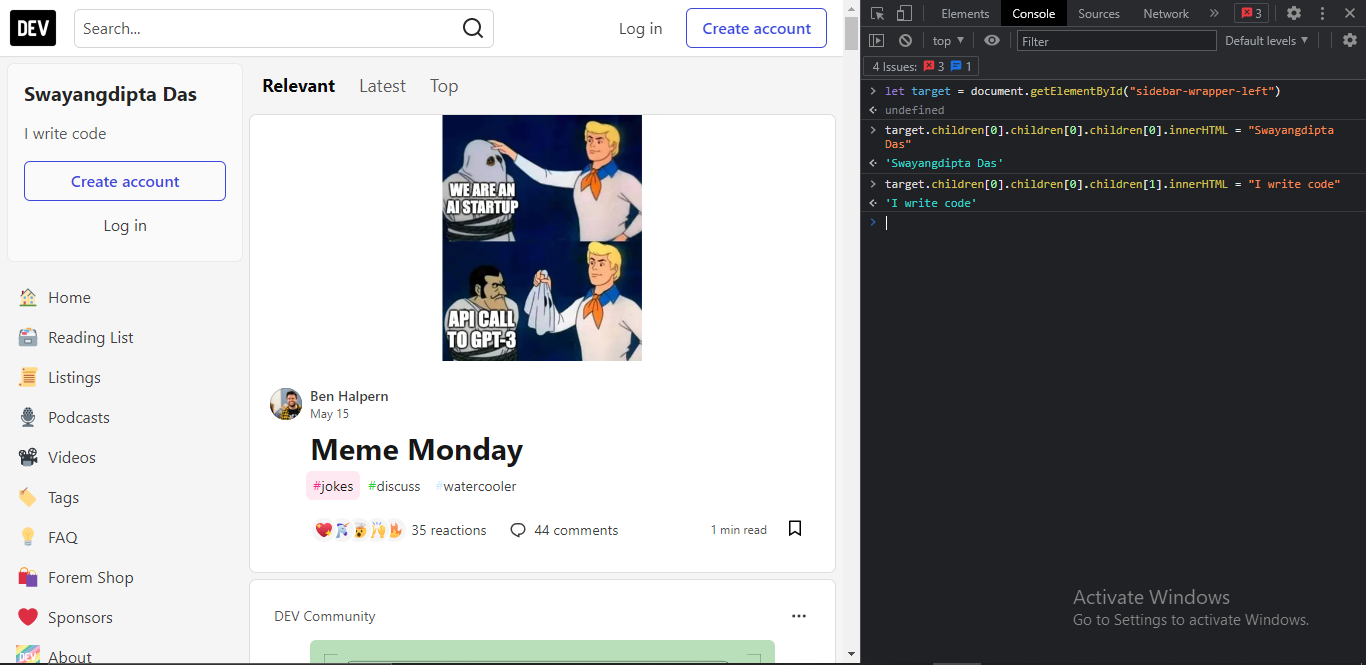 DEV
Search...
Log in
Create account
Swayangdipta Das
I write code
Create account
Log in
Home
Reading List
Listings
Podcasts
Videos
Tags
FAQ
Forem Shop
Sponsors
About
Relevant Latest Top
WE ARE AN
AI STARTUP
API CALL
TO GPT-3
Ben Halpern
May 15
Meme Monday
#jokes #discuss #watercooler
35 reactions 44 comments 1 min read
DEV Community
Elements Console Sources Network » 3
top ▼ Filter Default levels ▼
4 Issues: 3 1
> let target = document.getElementById("sidebar-wrapper-left")
undefined
> target.children[0].children[0].children[0].innerHTML = "Swayangdipta
Das"
'Swayangdipta Das'
> target.children[0].children[0].children[1].innerHTML = "I write code"
'I write code'
>
Activate Windows
Go to Settings to activate Windows.